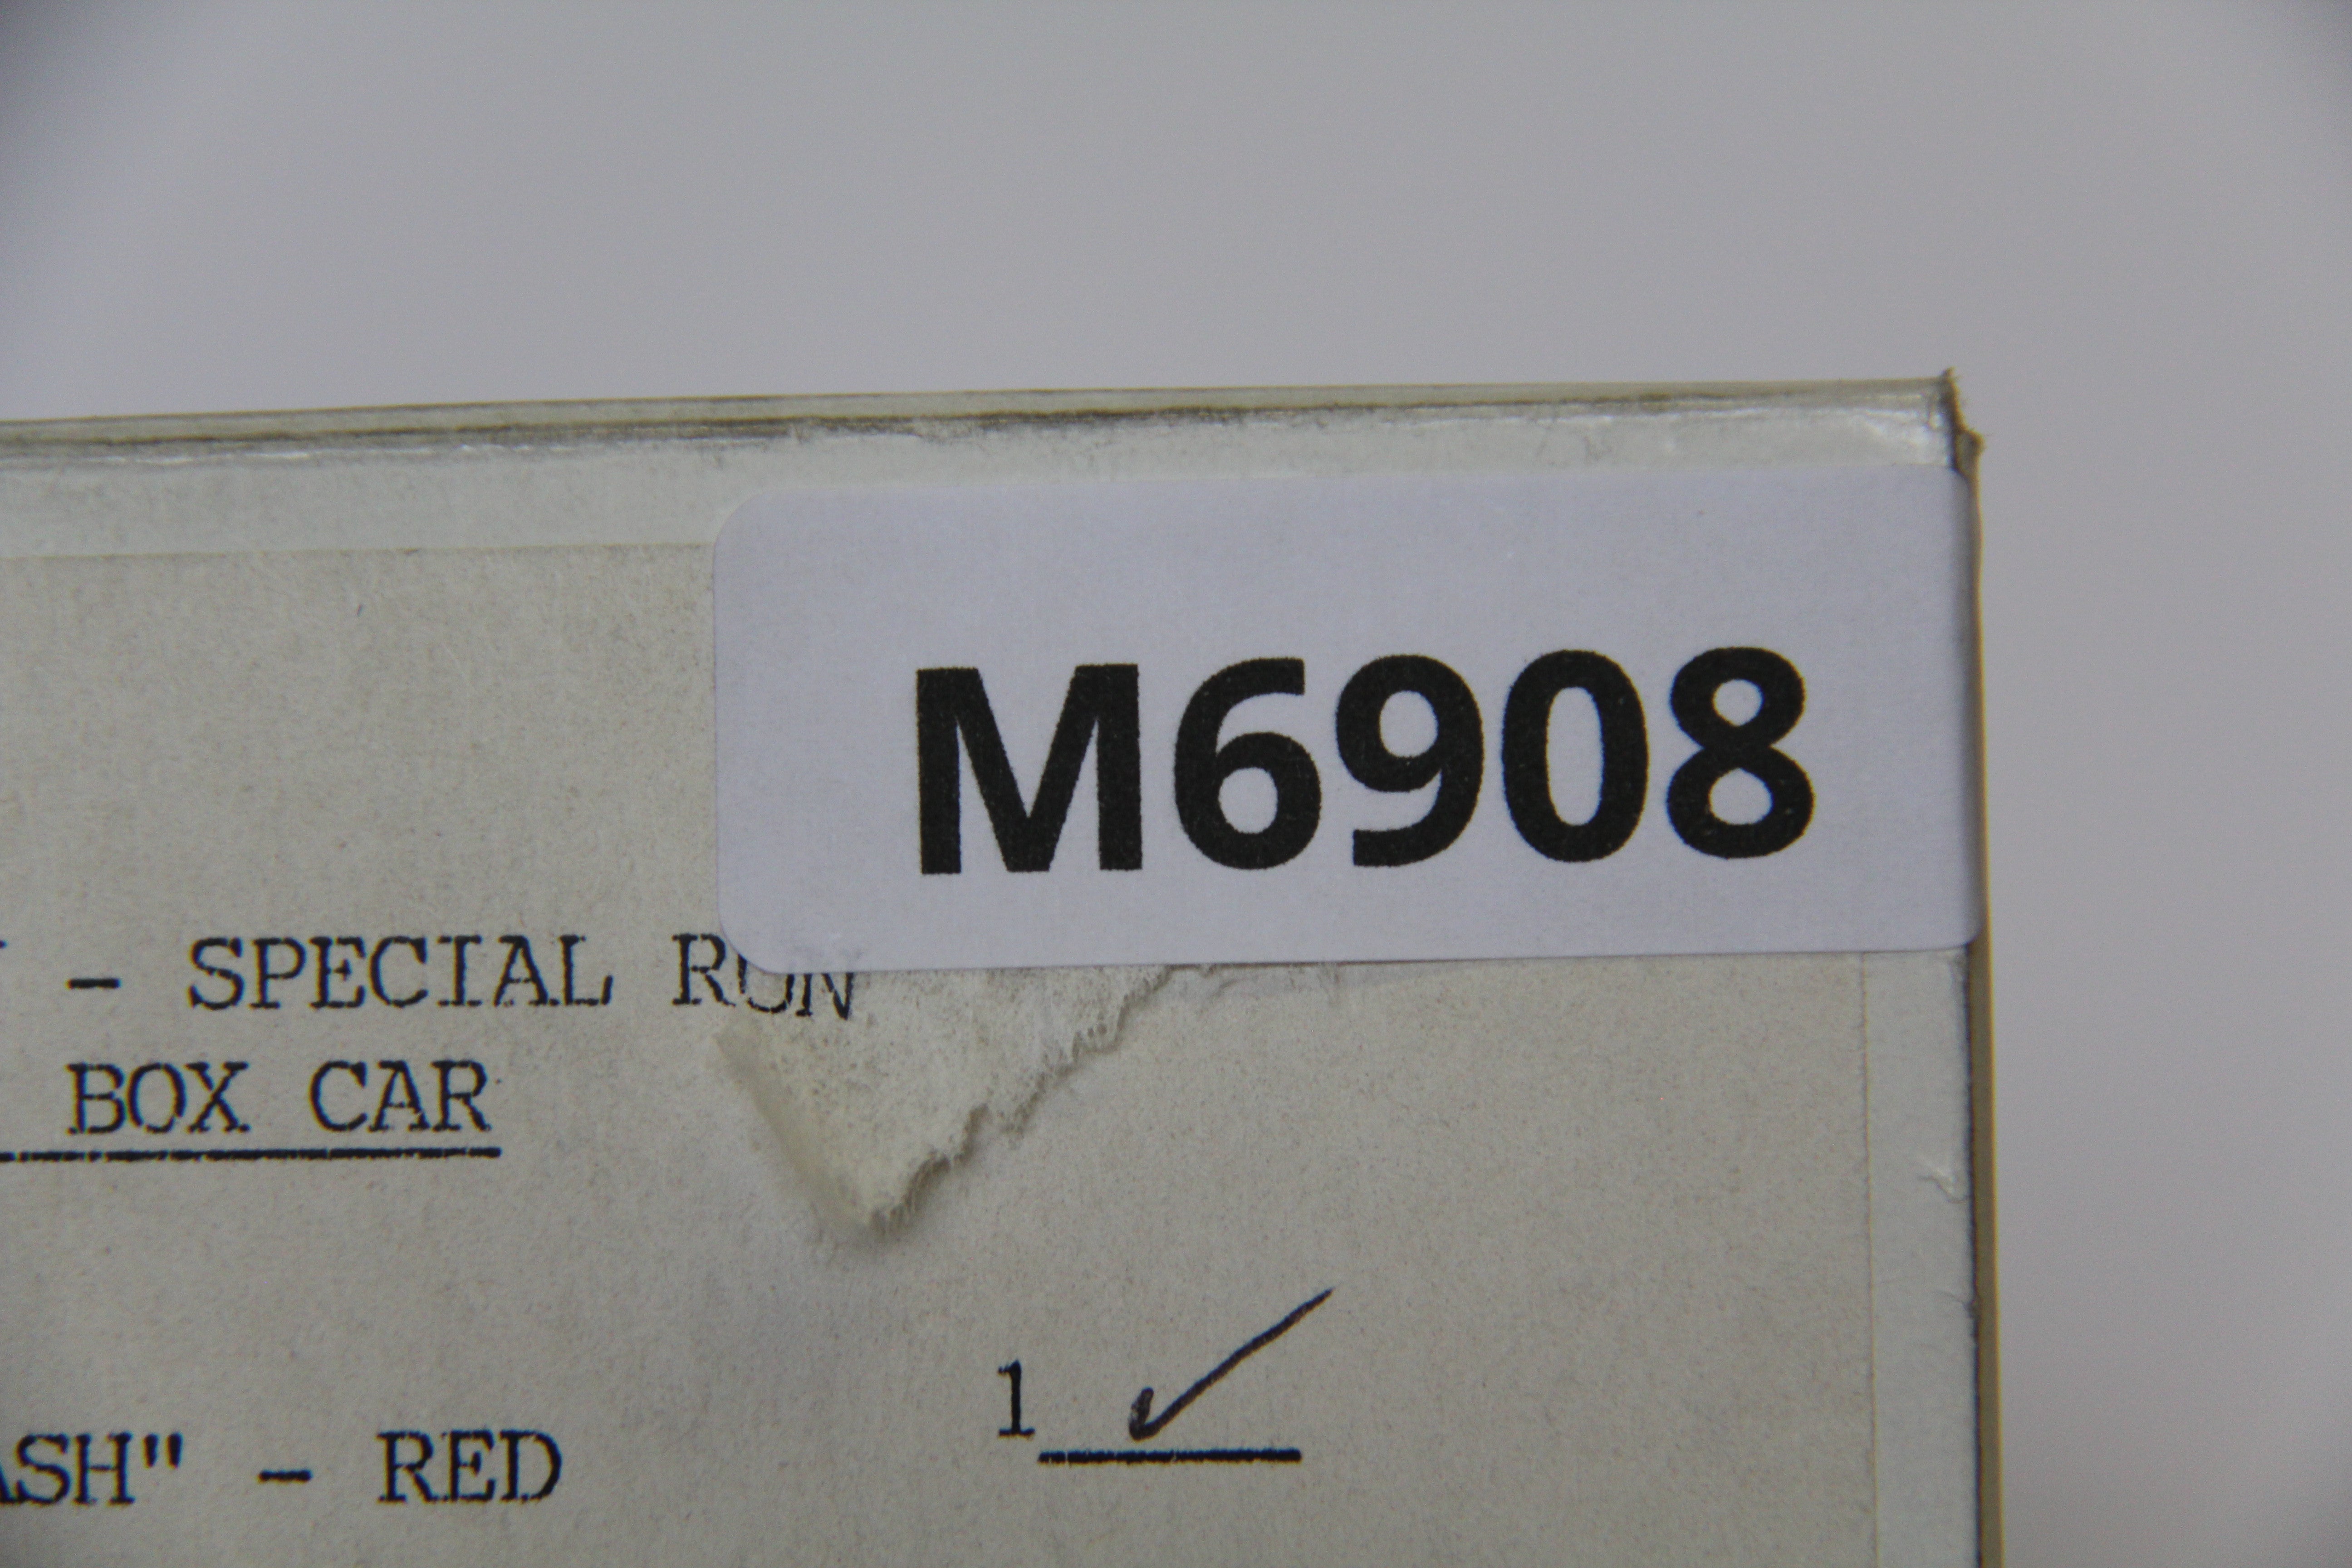 M6908
- SPECIAL RUN
BOX CAR
1 ✓
ASH" - RED